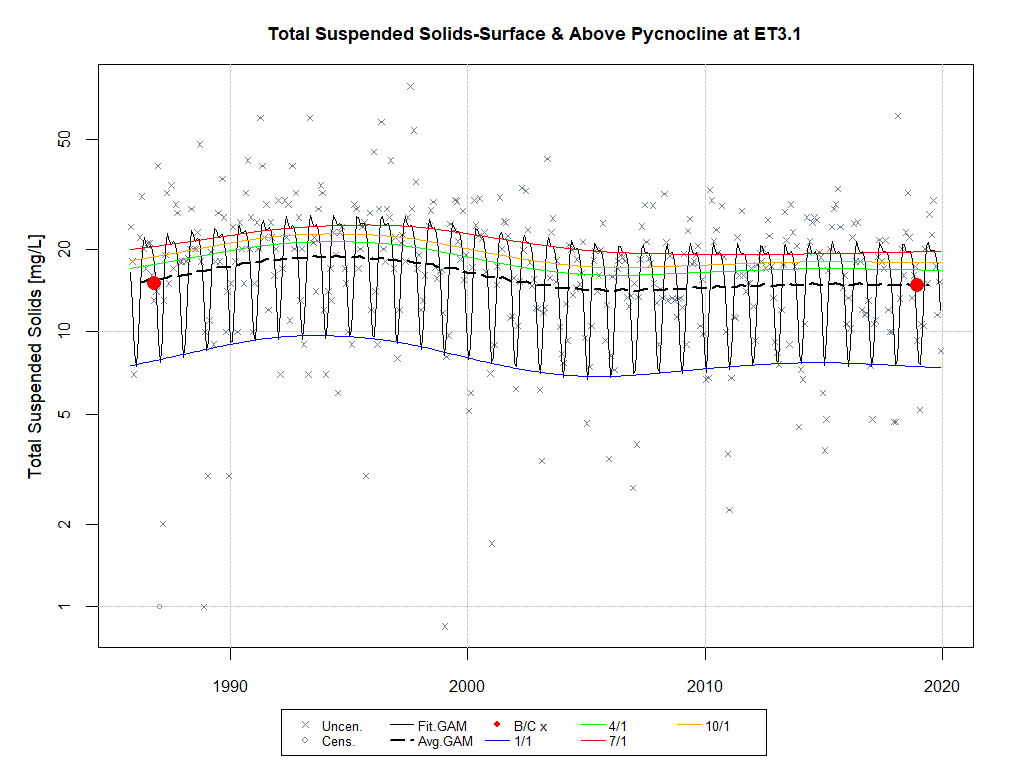 Total Suspended Solids-Surface & Above Pycnocline at ET3.1
Total Suspended Solids [mg/L]
50
20
10
5
2
1
1990 2000 2010 2020
Uncen. Fit.GAM B/C x 4/1 10/1
Cens. Avg.GAM 1/1 7/1